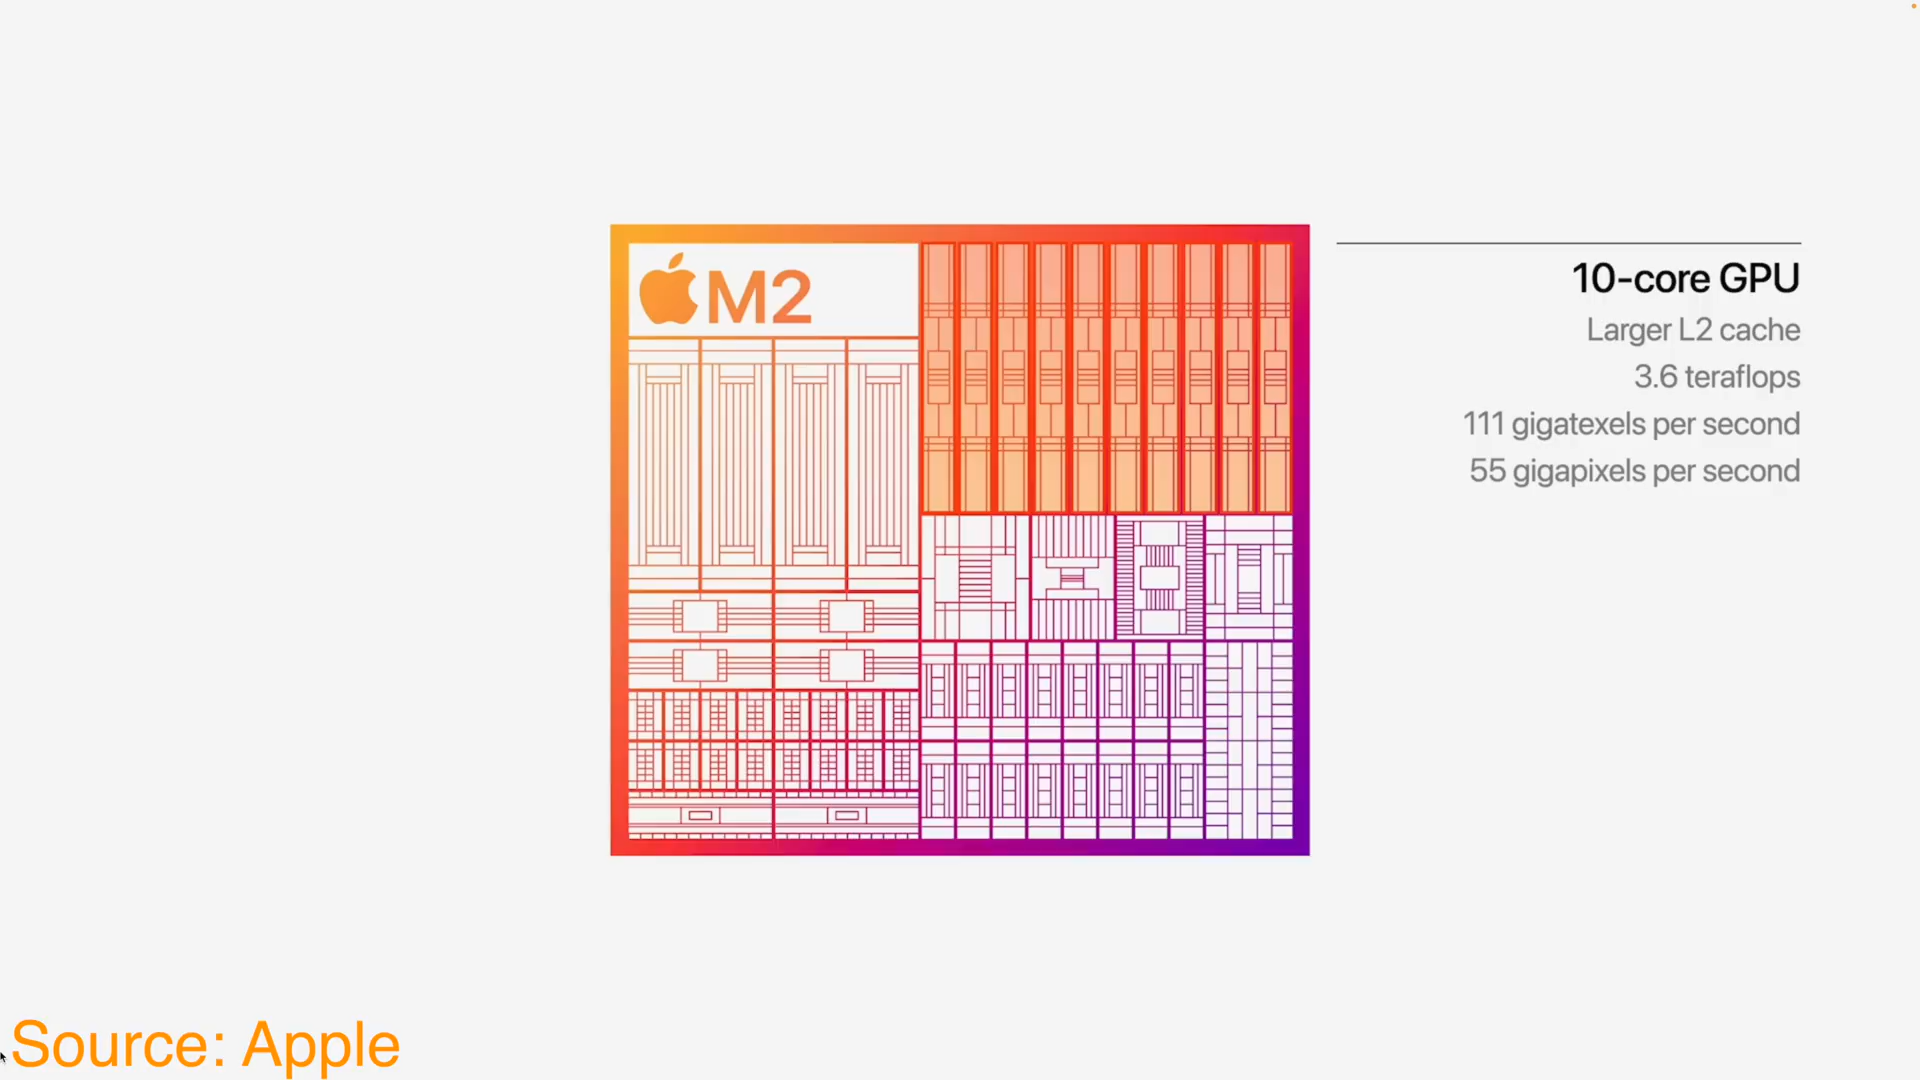 M2
10-core GPU
Larger L2 cache
3.6 teraflops
111 gigatexels per second
55 gigapixels per second
Source: Apple